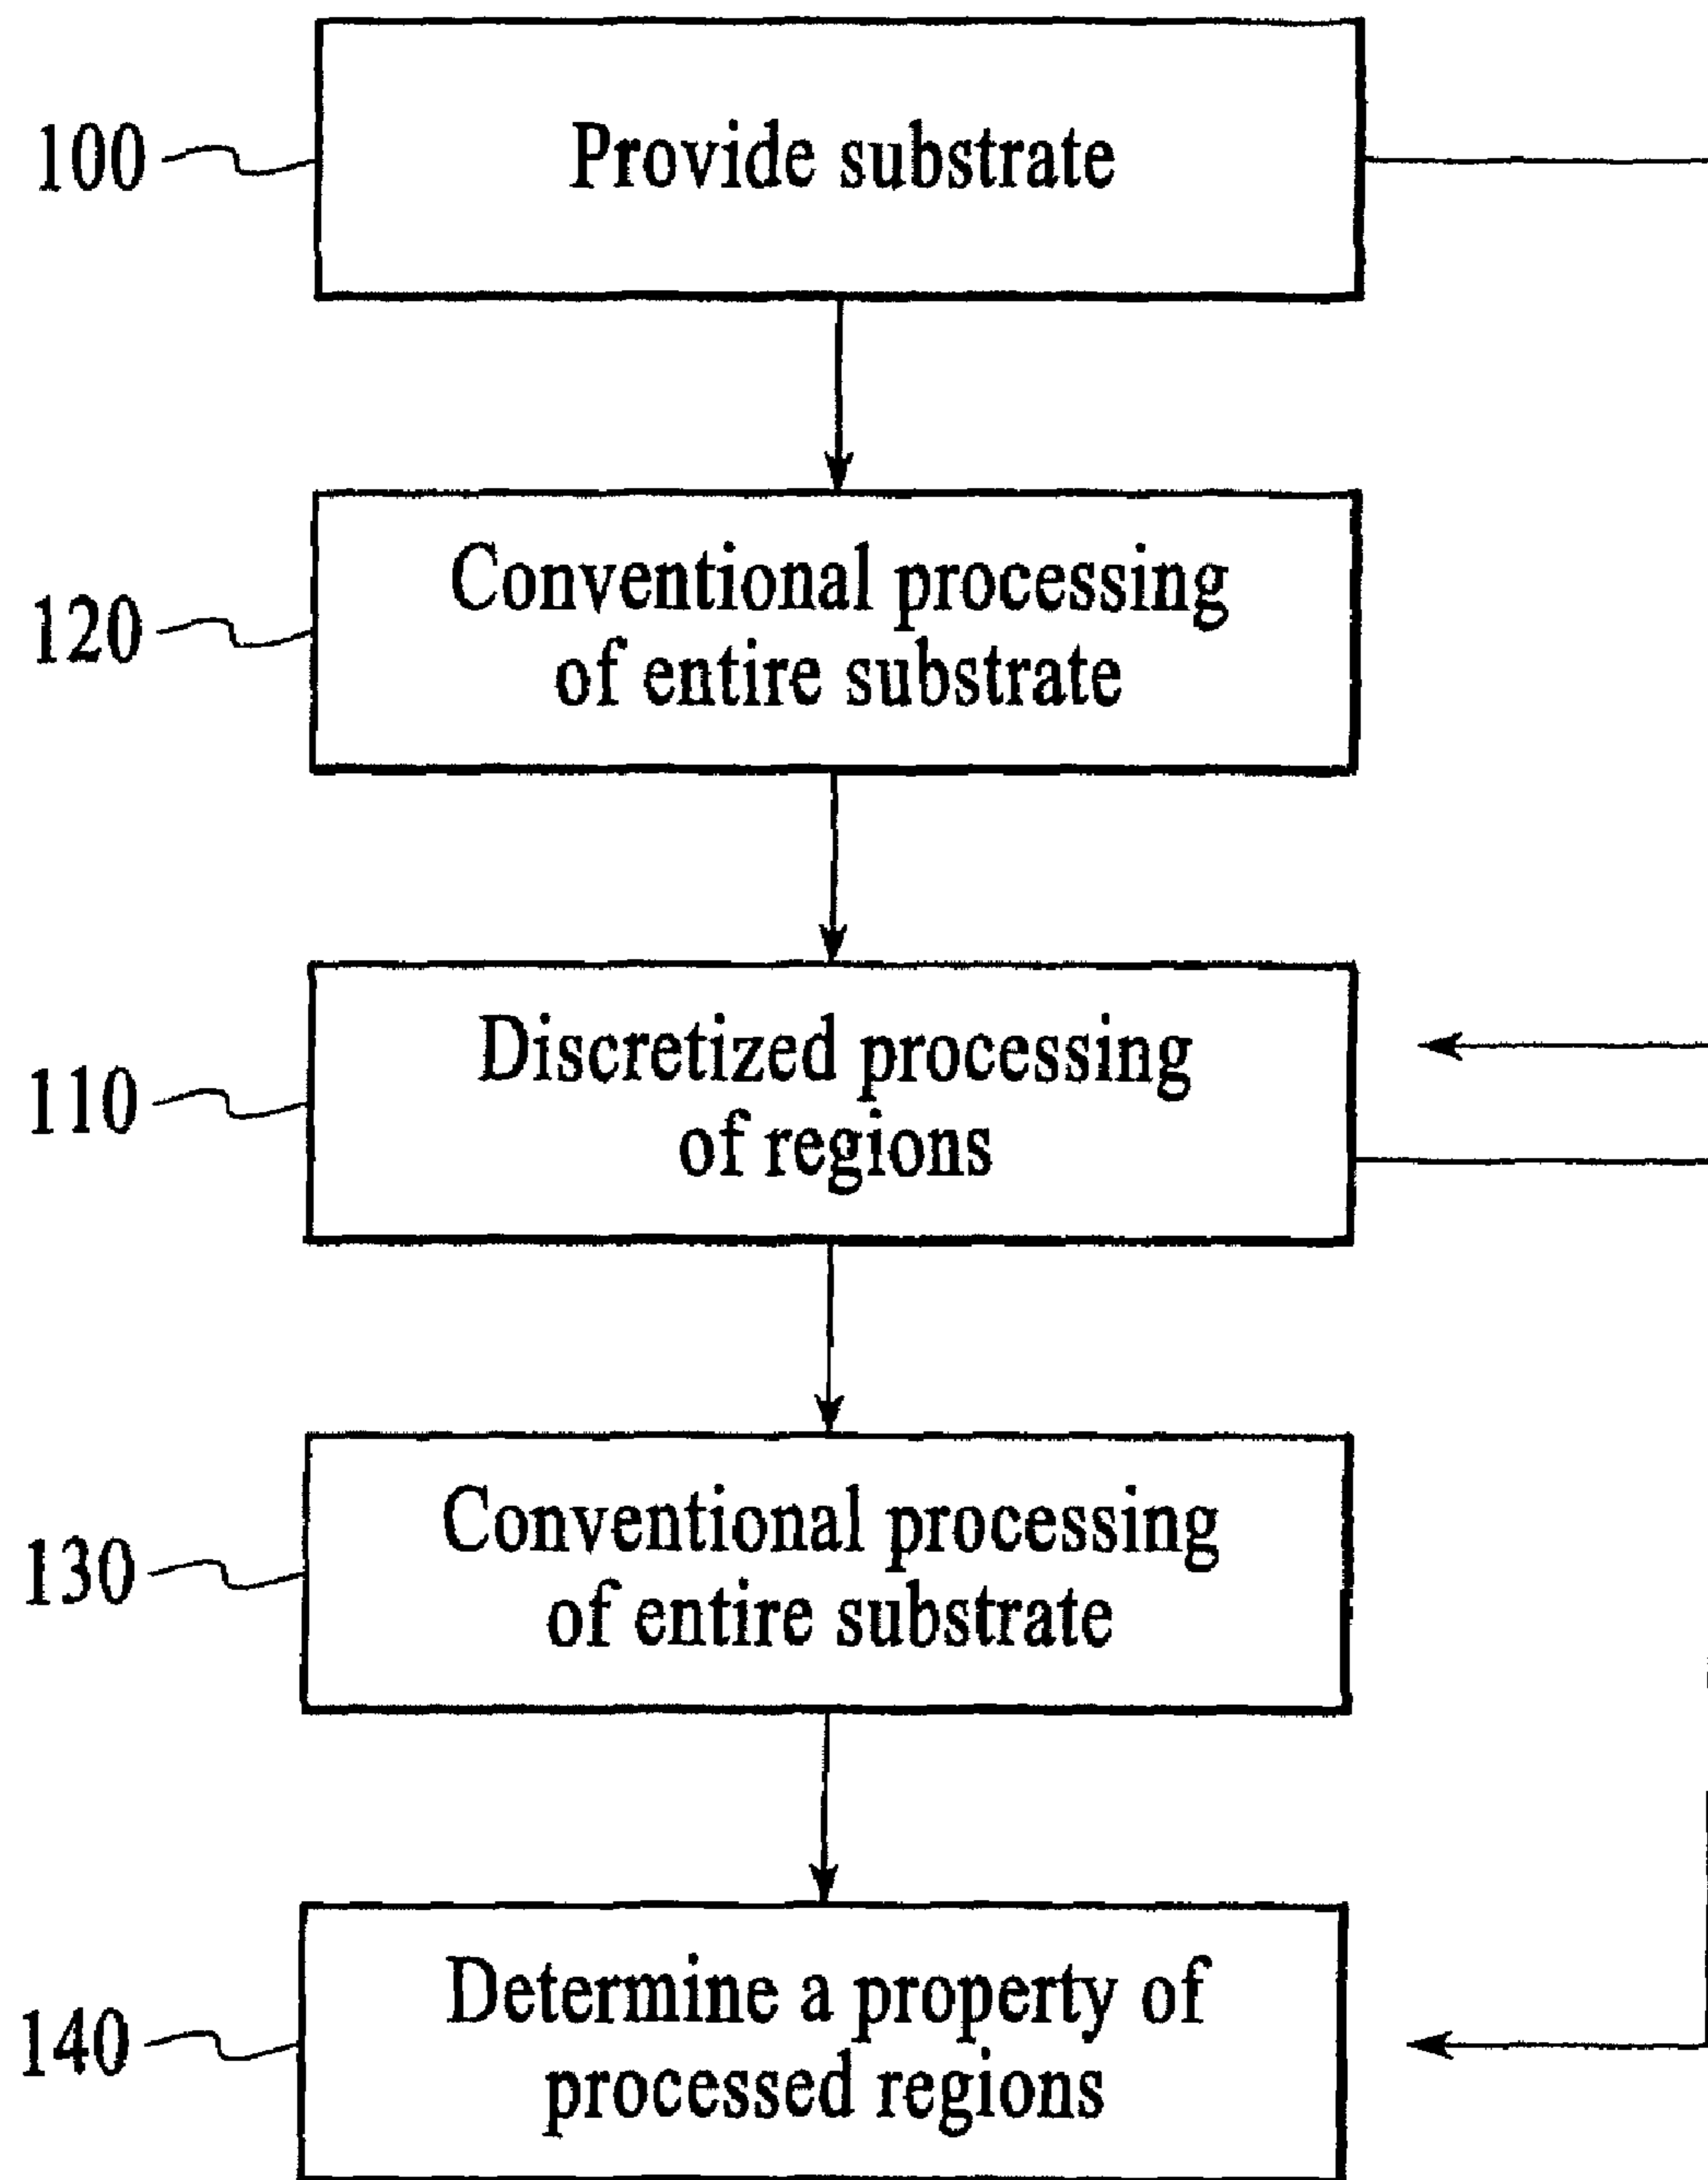 100
Provide substrate
120
Conventional processing
of entire substrate
110
Discretized processing
of regions
130
Conventional processing
of entire substrate
140
Determine a property of
processed regions